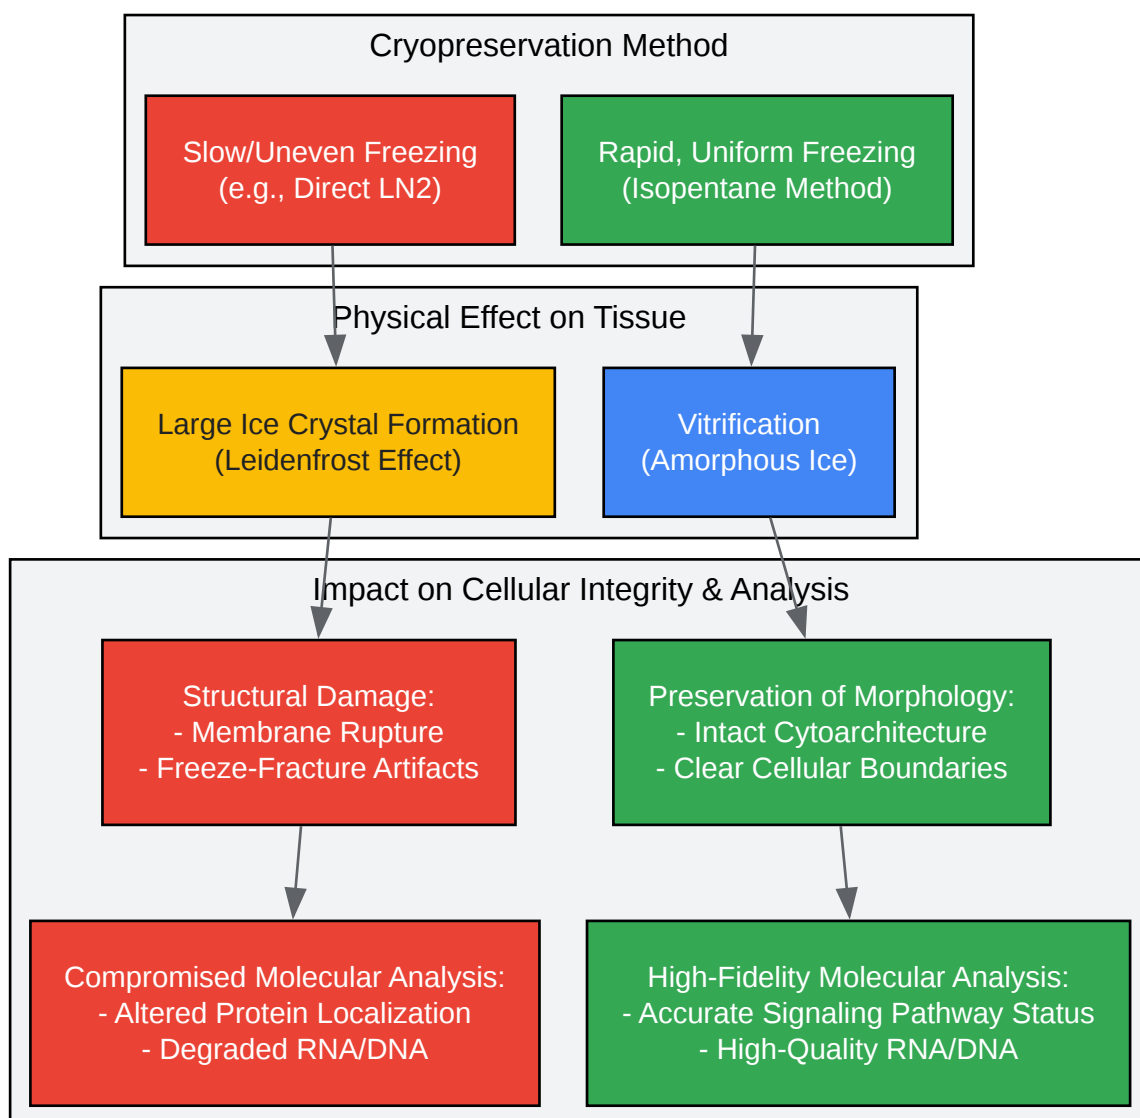 Cryopreservation Method
Slow/Uneven Freezing
(e.g., Direct LN2)
Rapid, Uniform Freezing
(Isopentane Method)
Physical Effect on Tissue
Large Ice Crystal Formation
(Leidenfrost Effect)
Vitrification
(Amorphous Ice)
Impact on Cellular Integrity & Analysis
Structural Damage:
- Membrane Rupture
- Freeze-Fracture Artifacts
Preservation of Morphology:
- Intact Cytoarchitecture
- Clear Cellular Boundaries
Compromised Molecular Analysis:
- Altered Protein Localization
- Degraded RNA/DNA
High-Fidelity Molecular Analysis:
- Accurate Signaling Pathway Status
- High-Quality RNA/DNA